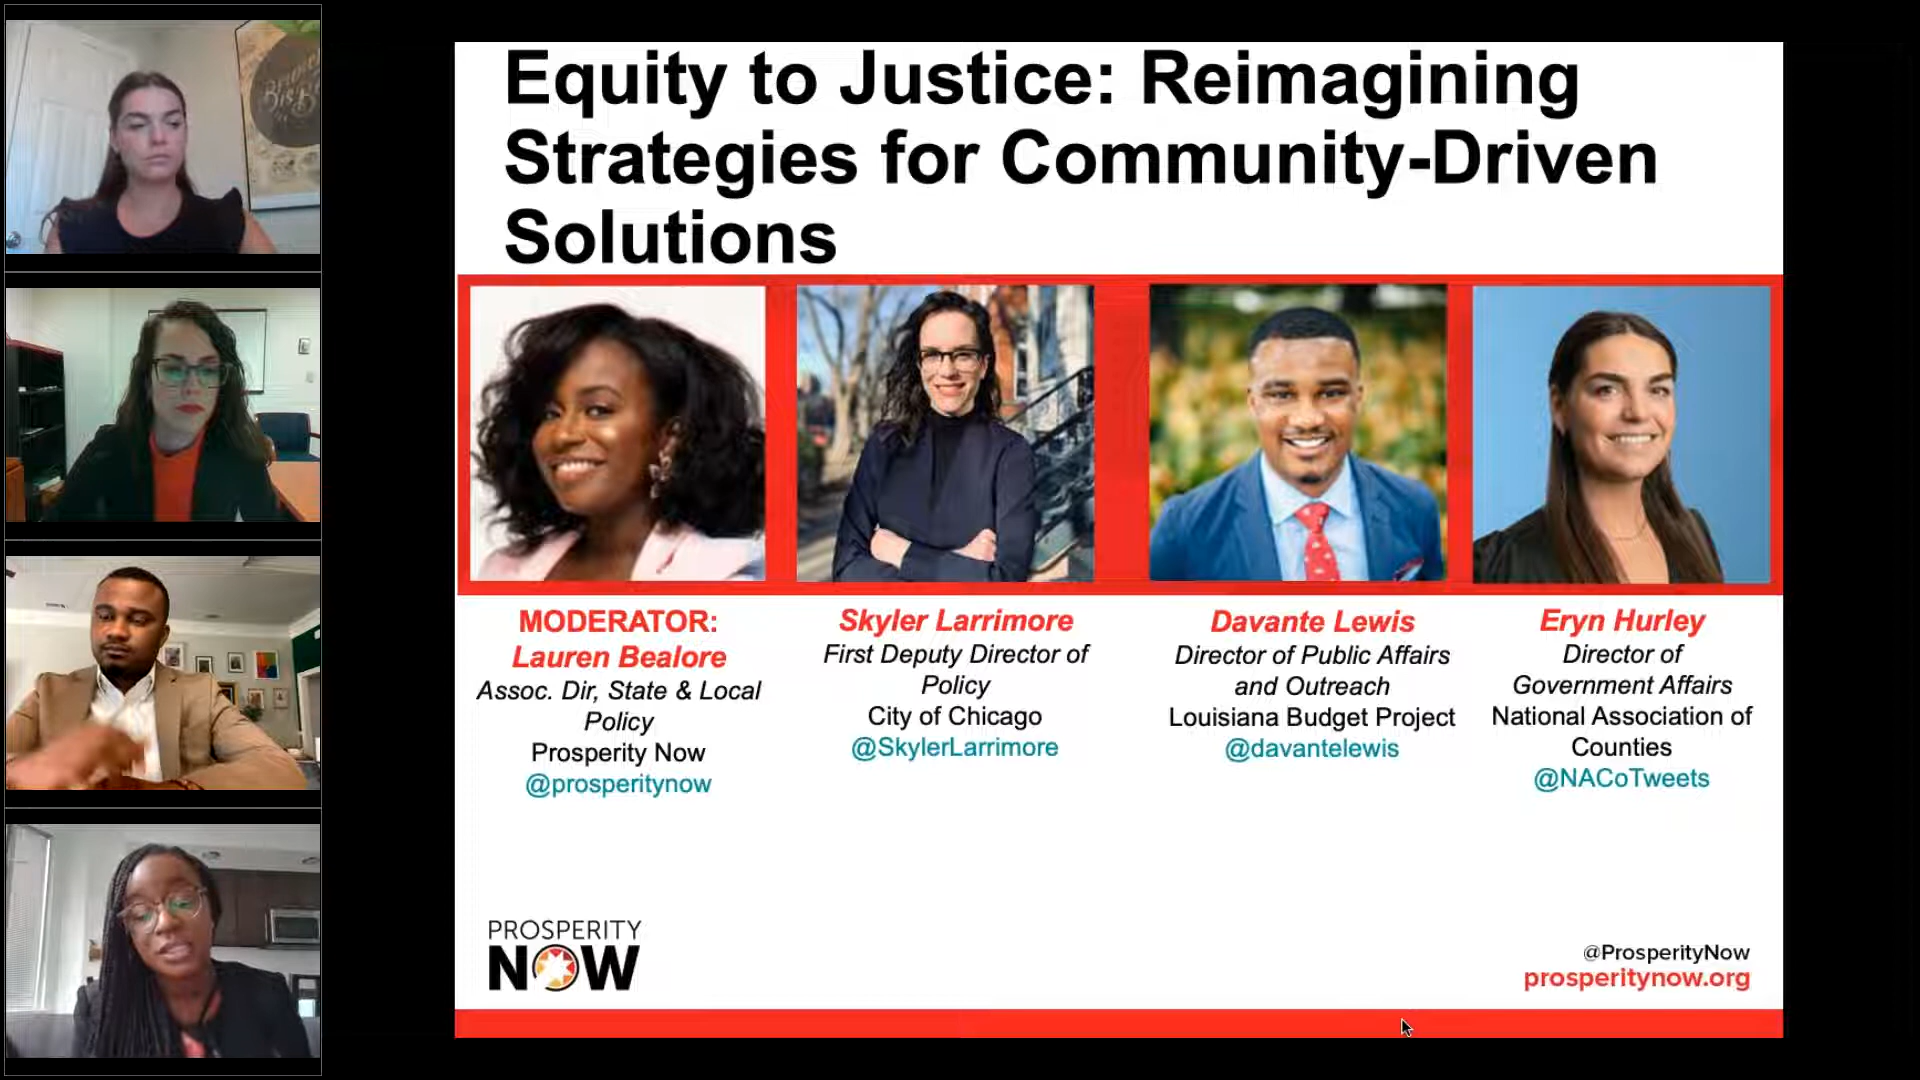 Equity to Justice: Reimagining
Strategies for Community-Driven
Solutions
MODERATOR:
Lauren Bealore
Assoc. Dir, State & Local
Policy
Prosperity Now
@prosperitynow
Skyler Larrimore
First Deputy Director of
Policy
City of Chicago
@SkylerLarrimore
Davante Lewis
Director of Public Affairs
and Outreach
Louisiana Budget Project
@davantelewis
Eryn Hurley
Director of
Government Affairs
National Association of
Counties
@NACoTweets
PROSPERITY
NOW
@ProsperityNow
prosperitynow.org